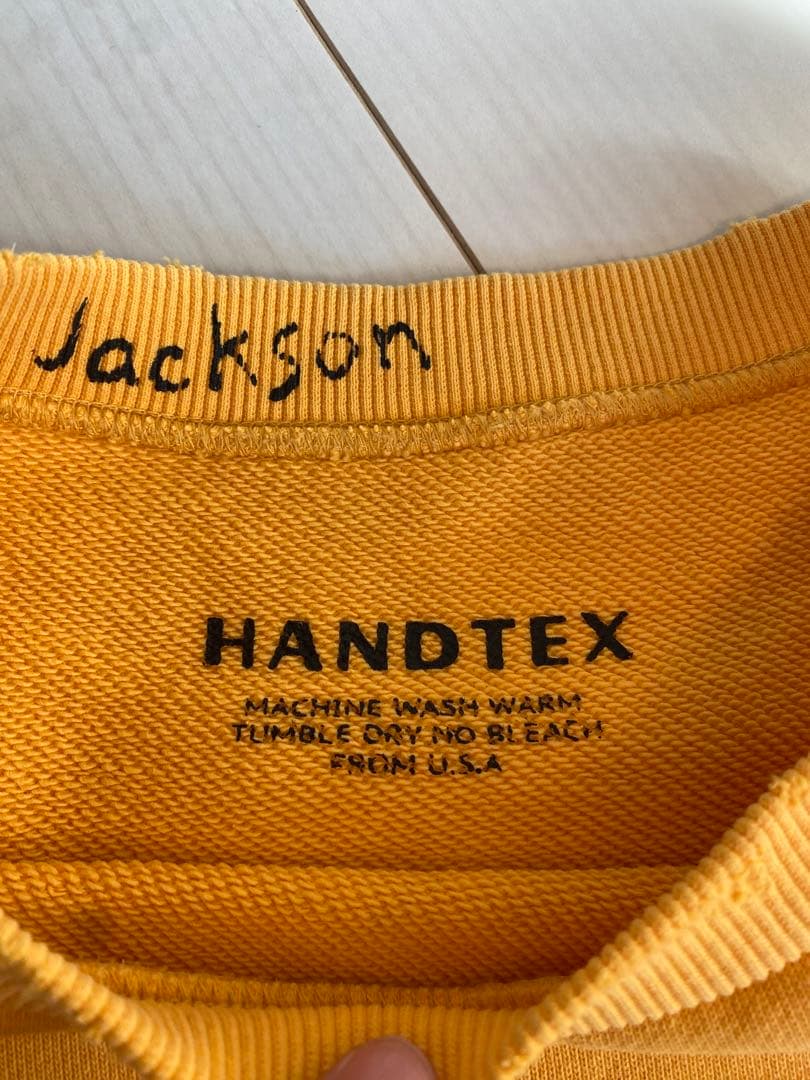 Jackson
HANDTEX
MACHINE WASH WARM
TUMBLE DRY NO BLEACH
FROM U.S.A